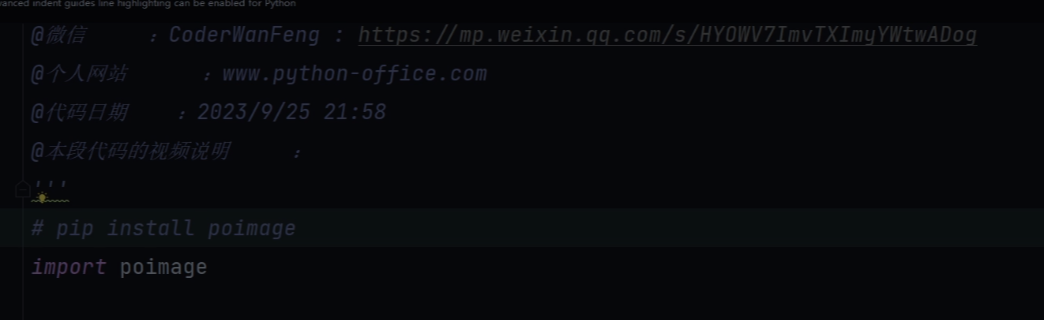 anced indent guides line highlighting can be enabled for Python
@微信 ：CoderWanFeng : https://mp.weixin.qq.com/s/HYOWV7ImvTXImyYWtwADog
@个人网站 ：www.python-office.com
@代码日期 ：2023/9/25 21:58
@本段代码的视频说明 ：
'''
# pip install poimage
import poimage